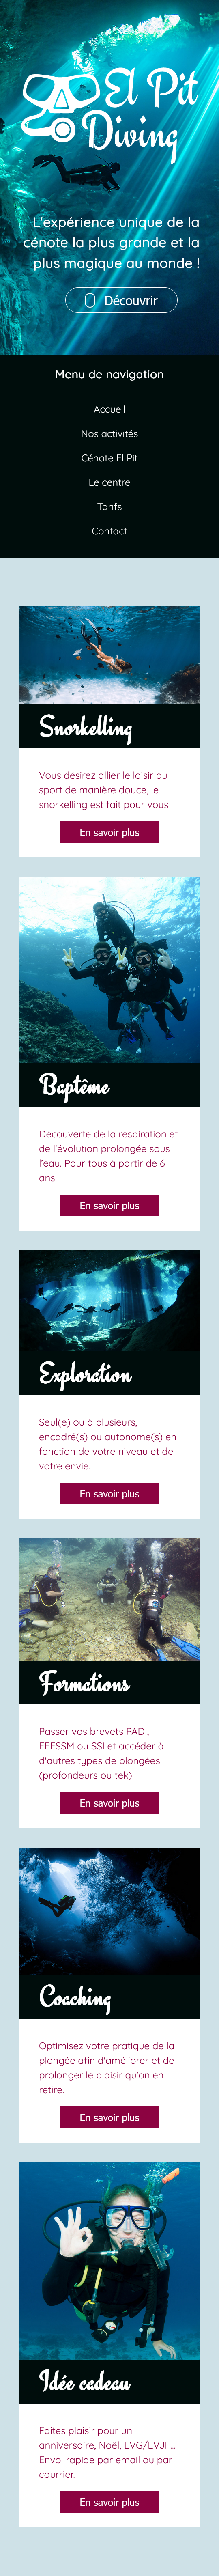 El Pit
Diving
L'expérience unique de la
cénote la plus grande et la
plus magique au monde !
Découvrir
Menu de navigation
Accueil
Nos activités
Cénote El Pit
Le centre
Tarifs
Contact
Snorkelling
Vous désirez allier le loisir au
sport de manière douce, le
snorkelling est fait pour vous !
En savoir plus
Baptême
Découverte de la respiration et
de l'évolution prolongée sous
l'eau. Pour tous à partir de 6
ans.
En savoir plus
Exploration
Seul(e) ou à plusieurs,
encadré(s) ou autonome(s) en
fonction de votre niveau et de
votre envie.
En savoir plus
Formations
Passer vos brevets PADI,
FFESSM ou SSI et accéder à
d'autres types de plongées
(profondeurs ou tek).
En savoir plus
Coaching
Optimisez votre pratique de la
plongée afin d'améliorer et de
prolonger le plaisir qu'on en
retire.
En savoir plus
Idée cadeau
Faites plaisir pour un
anniversaire, Noël, EVG/EVJF...
Envoi rapide par email ou par
courrier.
En savoir plus